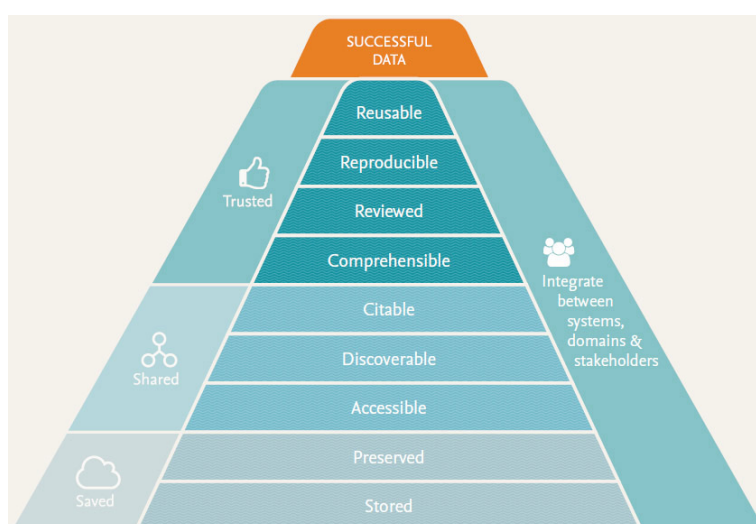 SUCCESSFUL
DATA
Reusable
Reproducible
Trusted
Reviewed
Comprehensible
Integrate
between
systems,
domains &
stakeholders
Citable
Discoverable
Shared
Accessible
Preserved
Saved
Stored